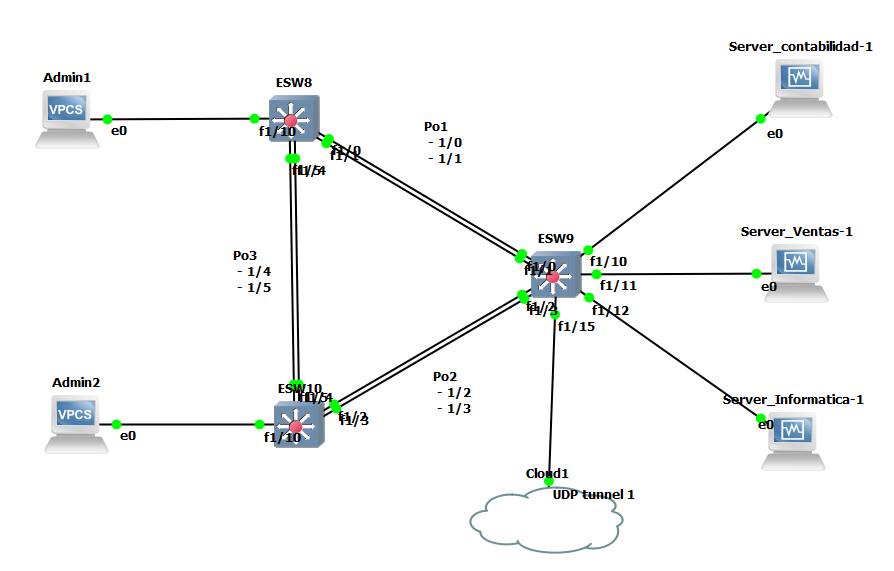 Server_contabilidad-1
Admin1
ESW8
VPCS
e0
f1/10
f1/0
f1/1
Po1
- 1/0
- 1/1
e0
f1/5
f1/4
Server_Ventas-1
ESW9
Po3
- 1/4
- 1/5
f1/0
f1/1
f1/10
f1/11
e0
f1/2
f1/3
f1/12
f1/15
Admin2
ESW10
f1/5
f1/4
Po2
- 1/2
- 1/3
Server_Informatica-1
VPCS
e0
f1/10
f1/2
f1/3
e0
Cloud1
UDP tunnel 1